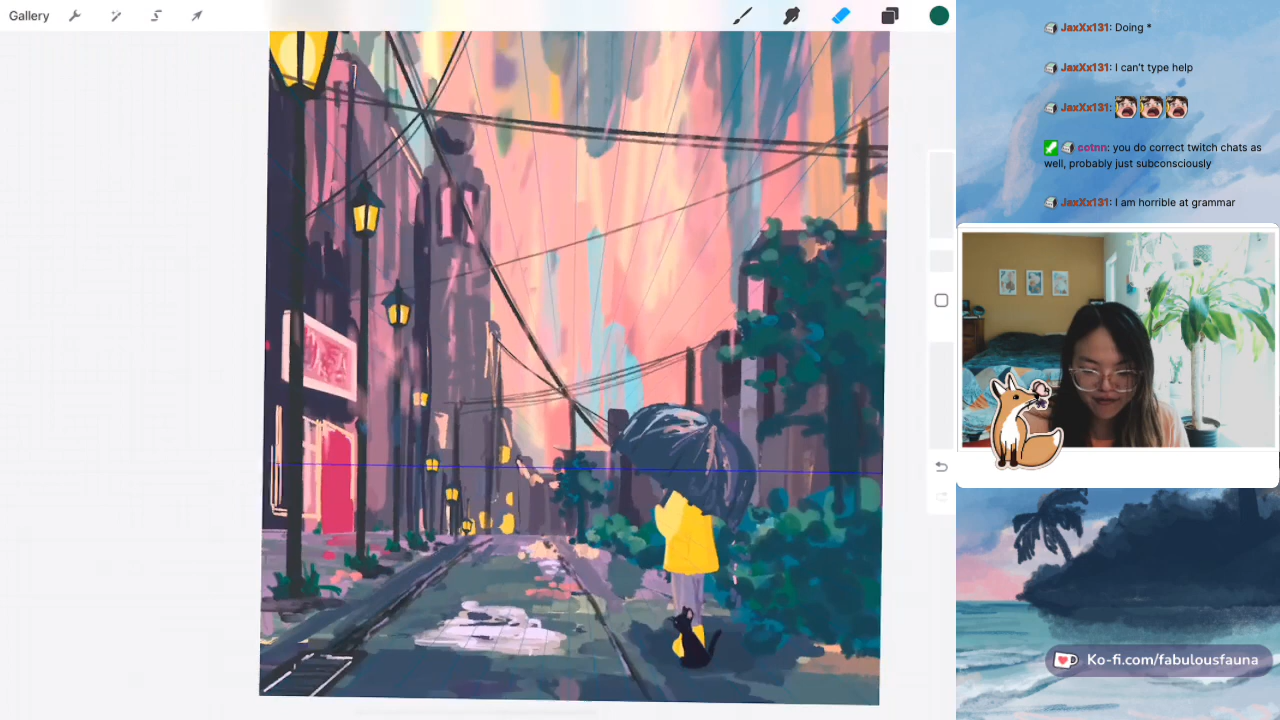 Gallery
JaxXx131: Doing *
JaxXx131: I can't type help
JaxXx131:
cotnn: you do correct twitch chats as
well, probably just subconsciously
JaxXx131: I am horrible at grammar
Ko-fi.com/fabulousfauna